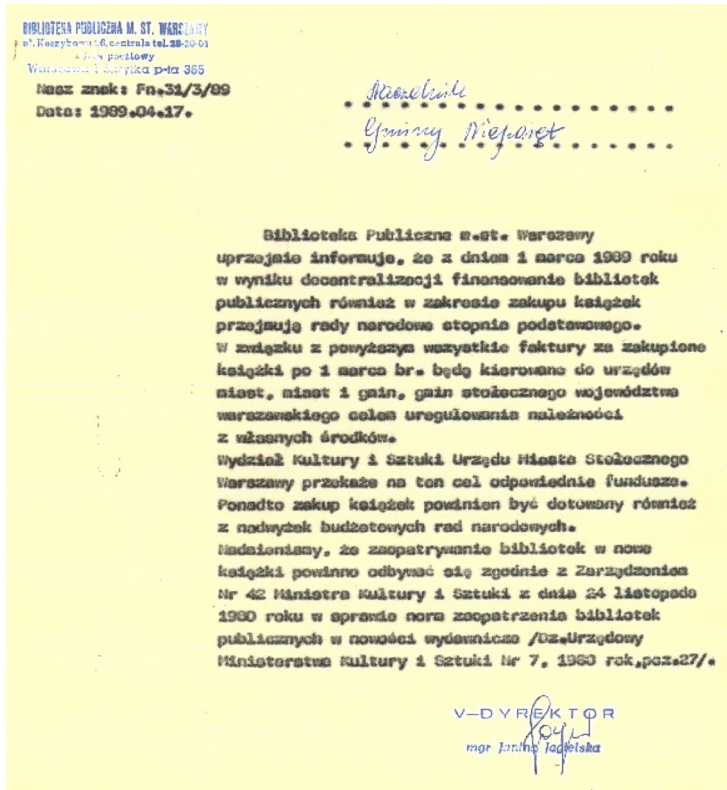 BIBLIOTEKA PUBLICZNA M. ST. WARSZAWY
ul. Koszykowa 26, centrala tel. 28-20-01
adres pocztowy
Warszawa 1 skrytka p-ta 365
Nasz znak: Fn.31/3/89
Data: 1989.04.17.
Naczelnik
Gminy Nieporęt
Biblioteka Publiczna m.st. Warszawy
uprzejmie informuje, że z dniem 1 marca 1989 roku
w wyniku decentralizacji finansowanie bibliotek
publicznych również w zakresie zakupu książek
przejmują rady narodowe stopnia podstawowego.
W związku z powyższym wszystkie faktury za zakupione
książki po 1 marca br. będą kierowane do urzędów
miast, miast i gmin, gmin stołecznego województwa
warszawskiego celem uregulowania należności
z własnych środków.
Wydział Kultury i Sztuki Urzędu Miasta Stołecznego
Warszawy przekaże na ten cel odpowiednie fundusze.
Ponadto zakup książek powinien być dotowany również
z nadwyżek budżetowych rad narodowych.
Nadmieniamy, że zaopatrywanie bibliotek w nowe
książki powinno odbywać się zgodnie z Zarządzeniem
Nr 42 Ministra Kultury i Sztuki z dnia 24 listopada
1980 roku w sprawie norm zaopatrzenia bibliotek
publicznych w nowości wydawnicze /Dz.Urzędowy
Ministerstwa Kultury i Sztuki Nr 7, 1980 rok,poz.27/.
V-DYREKTOR
mgr Janina Jagielska